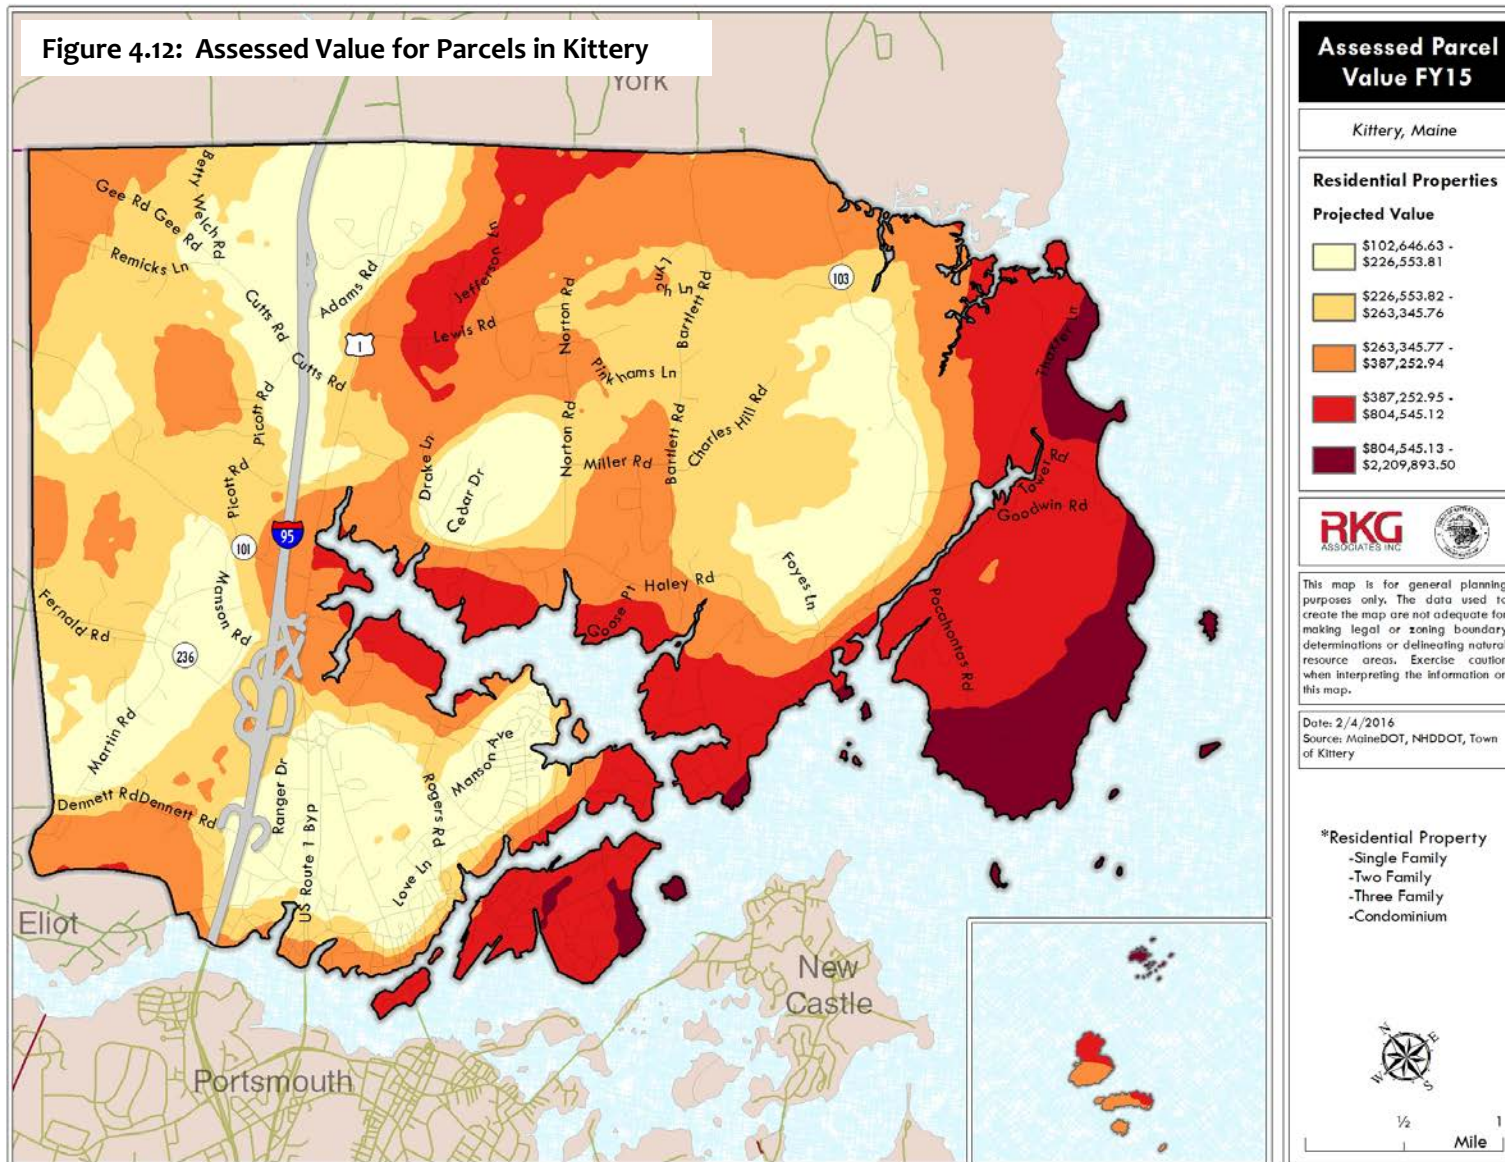 Figure 4.12:  Assessed Value for Parcels in Kittery
York
Betty Welch Rd
Gee Rd Gee Rd
Remicks Ln
Cutts Rd
Adams Rd
Cutts Rd
1
Jefferson Ln
Lewis Rd
Norton Rd
Lynch Ln
Bartlett Rd
103
Pinkhams Ln
Thaxter Ln
Picott Rd
Picott Rd
Drake Ln
Cedar Dr
Norton Rd
Miller Rd
Bartlett Rd
Charles Hill Rd
Tower Rd
Goodwin Rd
95
101
Manson Rd
Fernald Rd
236
Haley Rd
Goose Pt
Foyes Ln
Pocahontas Rd
Martin Rd
Dennett Rd Dennett Rd
Ranger Dr
US Route 1 Byp
Rogers Rd
Manson Ave
Love Ln
Eliot
New
Castle
Portsmouth
Assessed Parcel
Value FY15
Kittery, Maine
Residential Properties
Projected Value
$102,646.63 -
$226,553.81
$226,553.82 -
$263,345.76
$263,345.77 -
$387,252.94
$387,252.95 -
$804,545.12
$804,545.13 -
$2,209,893.50
RKG
ASSOCIATES INC
This map is for general planning
purposes only. The data used to
create the map are not adequate for
making legal or zoning boundary
determinations or delineating natural
resource areas. Exercise caution
when interpreting the information on
this map.
Date: 2/4/2016
Source: MaineDOT, NHDDOT, Town
of Kittery
*Residential Property
-Single Family
-Two Family
-Three Family
-Condominium
N
E
W
S
½ 1
Mile